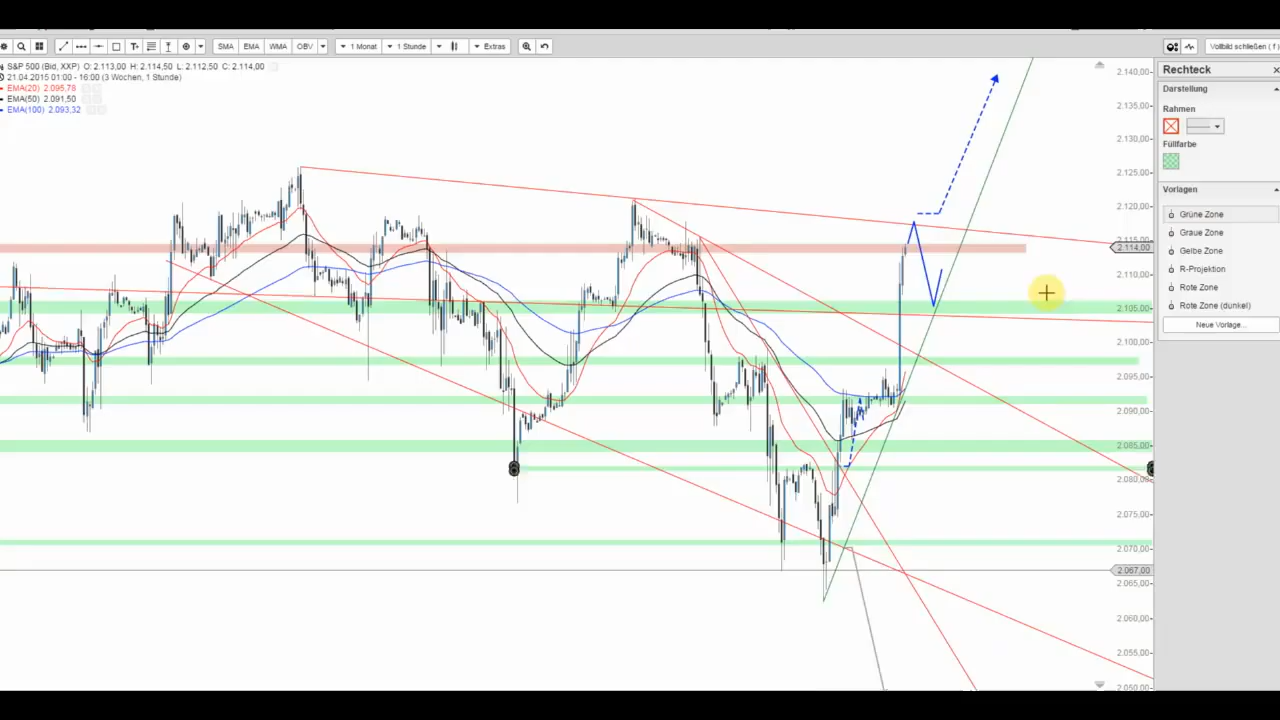 SMA EMA WMA OBV 1 Monat 1 Stunde Extras Vollbild schließen ( f )
S&P 500 (Bid, XXP) O: 2.113,00 H: 2.114,50 L: 2.112,50 C: 2.114,00
21.04.2015 01:00 - 16:00 (3 Wochen, 1 Stunde)
EMA(20) 2.095,78
EMA(50) 2.091,50
EMA(100) 2.093,32
2.140,00
2.135,00
2.130,00
2.125,00
2.120,00
2.114,00
2.110,00
2.105,00
2.100,00
2.095,00
2.090,00
2.085,00
2.080,00
2.075,00
2.070,00
2.067,00
2.065,00
2.060,00
2.055,00
2.050,00
Rechteck
Darstellung
Rahmen
Füllfarbe
Vorlagen
Grüne Zone
Graue Zone
Gelbe Zone
R-Projektion
Rote Zone
Rote Zone (dunkel)
Neue Vorlage...